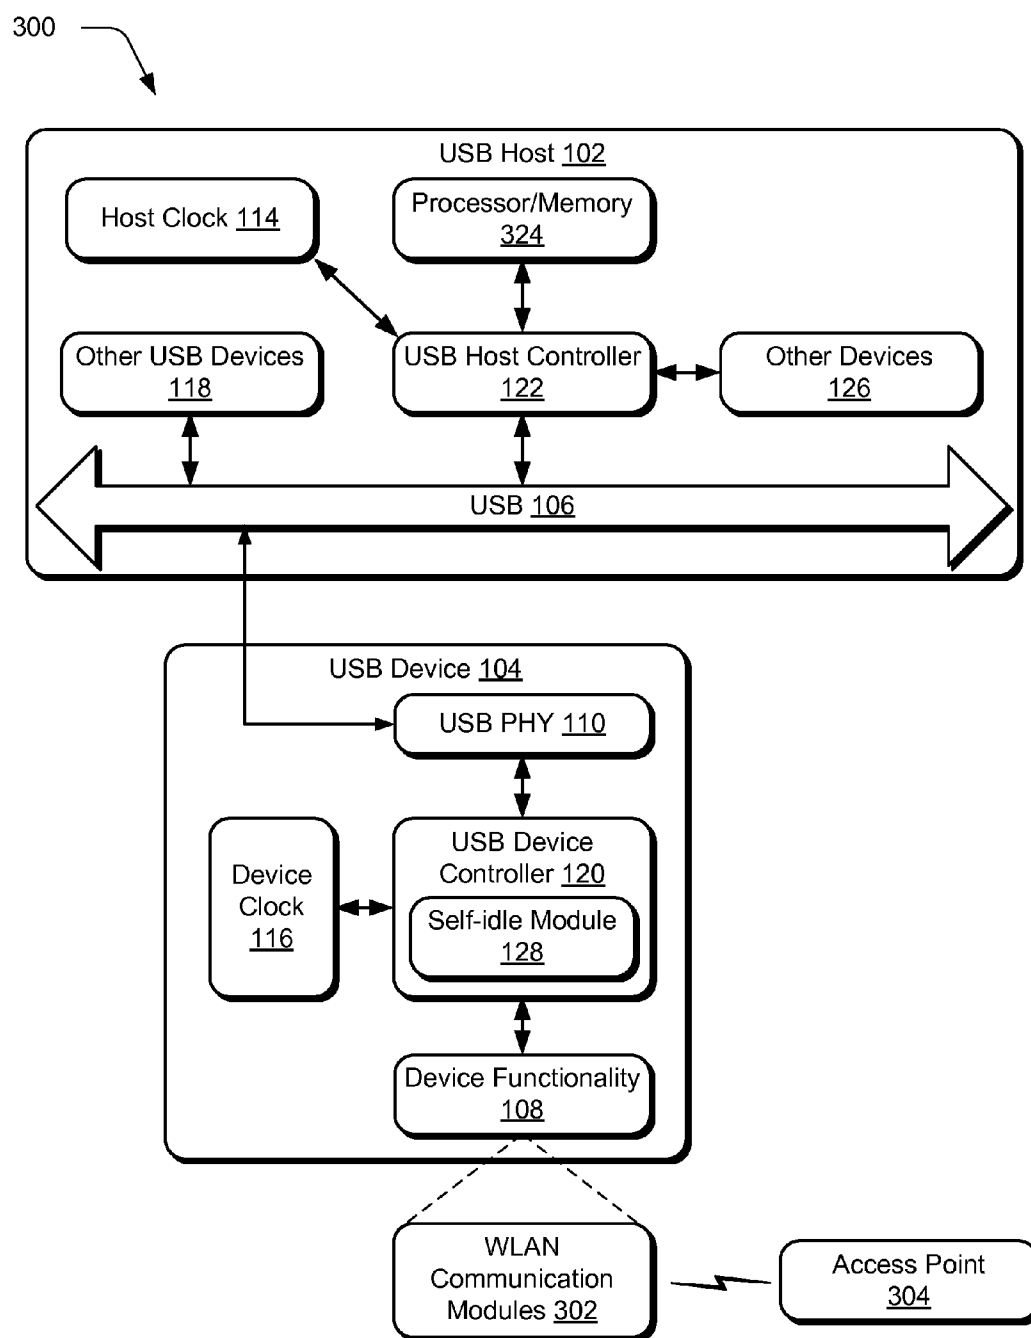 300
USB Host 102
Host Clock 114
Processor/Memory
324
Other USB Devices
118
USB Host Controller
122
Other Devices
126
USB 106
USB Device 104
USB PHY 110
Device
Clock
116
USB Device
Controller 120
Self-idle Module
128
Device Functionality
108
WLAN
Communication
Modules 302
Access Point
304